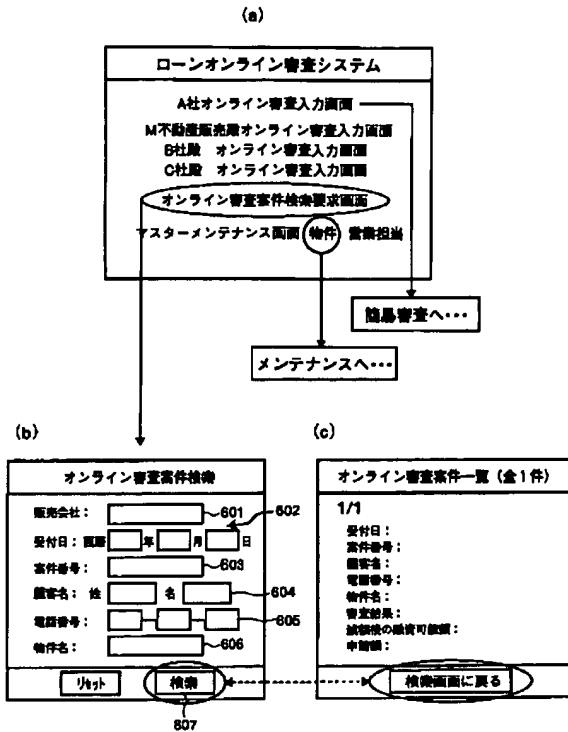 (a)
ローンオンライン審査システム
A社オンライン審査入力画面
M不動産販売殿オンライン審査入力画面
B社殿 オンライン審査入力画面
C社殿 オンライン審査入力画面
オンライン審査案件検索要求画面
マスターメンテナンス画面 物件 営業担当
簡易審査へ・・・
メンテナンスへ・・・
(b)
オンライン審査案件検索
販売会社： 601
602
受付日：西暦 年 月 日
案件番号： 603
顧客名： 姓 名 604
電話番号： 605
物件名： 606
リセット 検索
607
(c)
オンライン審査案件一覧（全1件）
1/1
受付日：
案件番号：
顧客名：
電話番号：
物件名：
審査結果：
減額後の融資可能額：
申請額：
検索画面に戻る